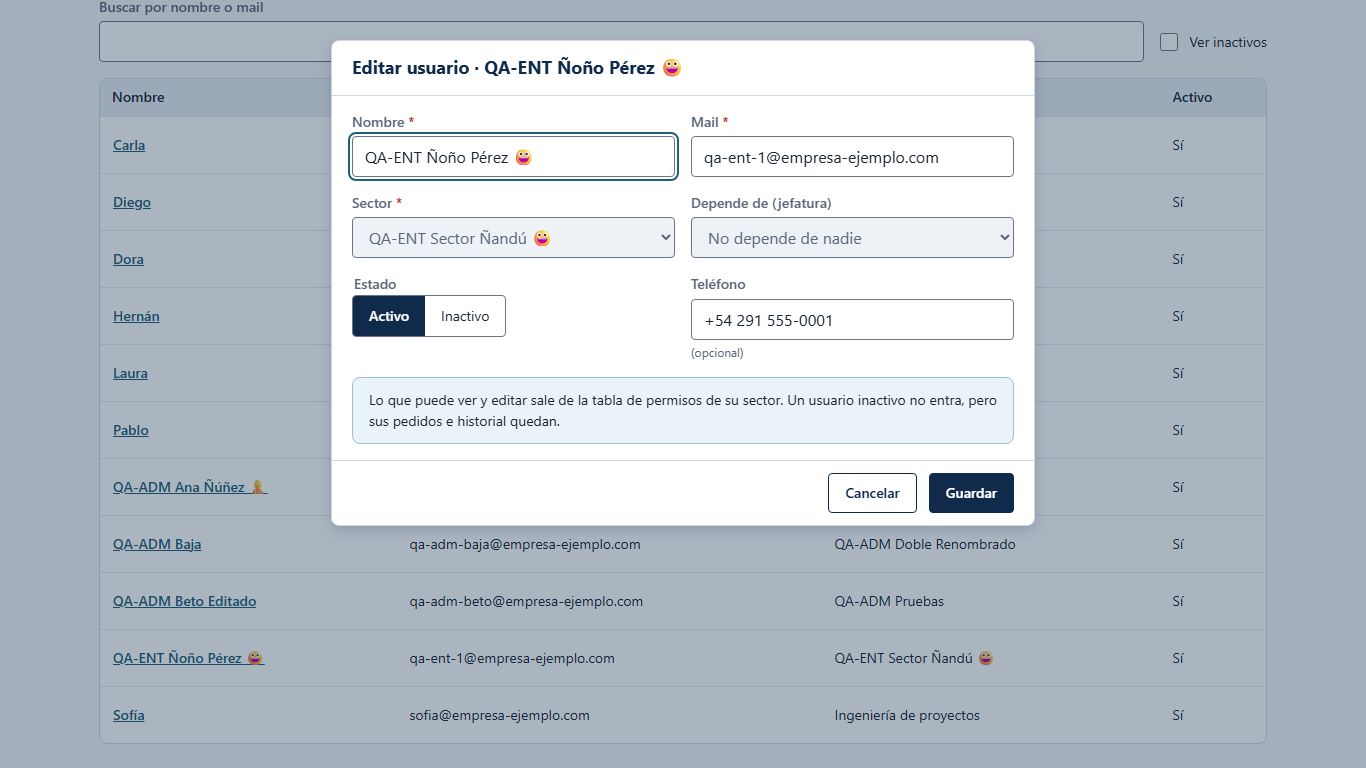 Buscar por nombre o mail
Ver inactivos
Nombre
Activo
Carla
Sí
Diego
Sí
Dora
Sí
Hernán
Sí
Laura
Sí
Pablo
Sí
QA-ADM Ana Núñez
Sí
QA-ADM Baja
qa-adm-baja@empresa-ejemplo.com
QA-ADM Doble Renombrado
Sí
QA-ADM Beto Editado
qa-adm-beto@empresa-ejemplo.com
QA-ADM Pruebas
Sí
QA-ENT Ñoño Pérez 😀
qa-ent-1@empresa-ejemplo.com
QA-ENT Sector Ñandú 😀
Sí
Sofía
sofia@empresa-ejemplo.com
Ingeniería de proyectos
Sí
Editar usuario · QA-ENT Ñoño Pérez 😀
Nombre *
QA-ENT Ñoño Pérez 😀
Mail *
qa-ent-1@empresa-ejemplo.com
Sector *
QA-ENT Sector Ñandú 😀
Depende de (jefatura)
No depende de nadie
Estado
Activo
Inactivo
Teléfono
+54 291 555-0001
(opcional)
Lo que puede ver y editar sale de la tabla de permisos de su sector. Un usuario inactivo no entra, pero
sus pedidos e historial quedan.
Cancelar
Guardar